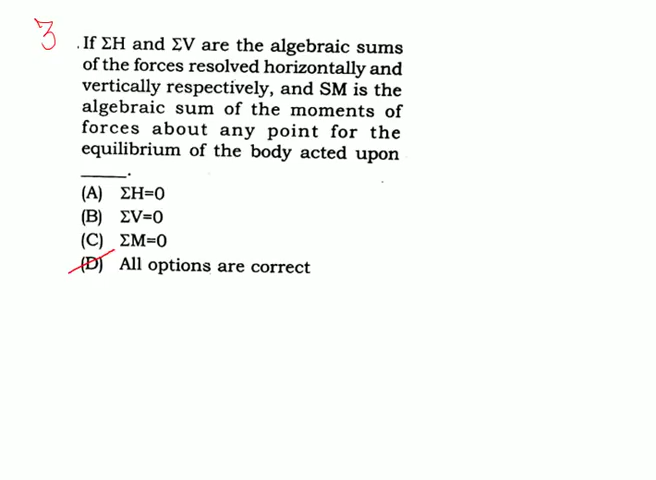 3
. If ΣH and ΣV are the algebraic sums
of the forces resolved horizontally and
vertically respectively, and SM is the
algebraic sum of the moments of
forces about any point for the
equilibrium of the body acted upon
_____.
(A) ΣH=0
(B) ΣV=0
(C) ΣM=0
(D) All options are correct